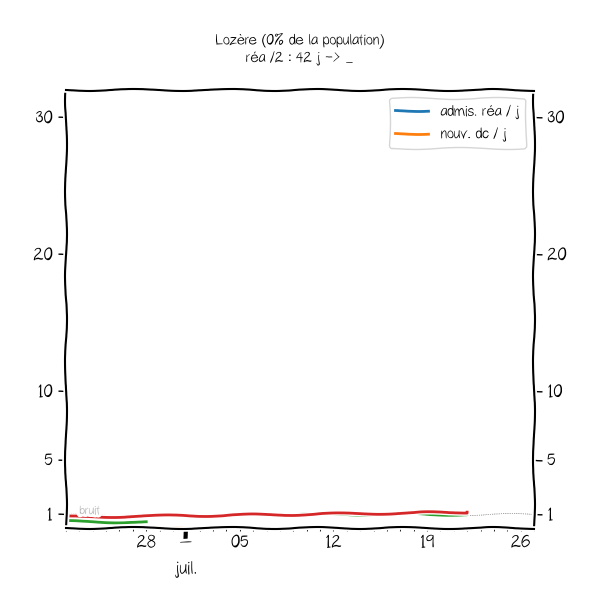 Lozère (0% de la population)
réa /2 : 42 j -> _
admis. réa / j
nouv. dc / j
30
30
20
20
10
10
5
5
1
bruit
1
28
1
05
12
19
26
juil.